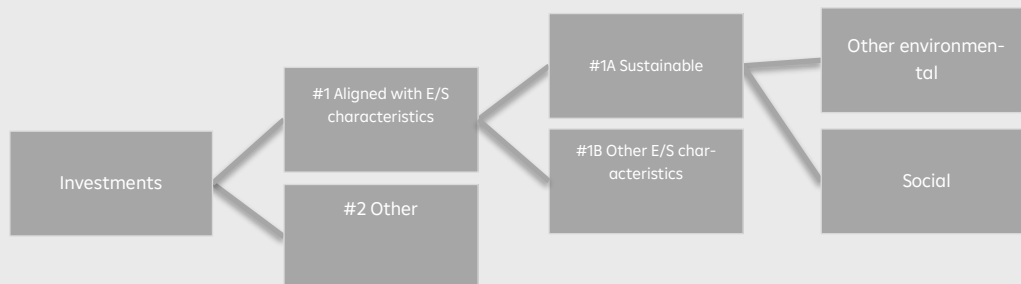 Investments
#1 Aligned with E/S
characteristics
#2 Other
#1A Sustainable
#1B Other E/S char-
acteristics
Other environmen-
tal
Social